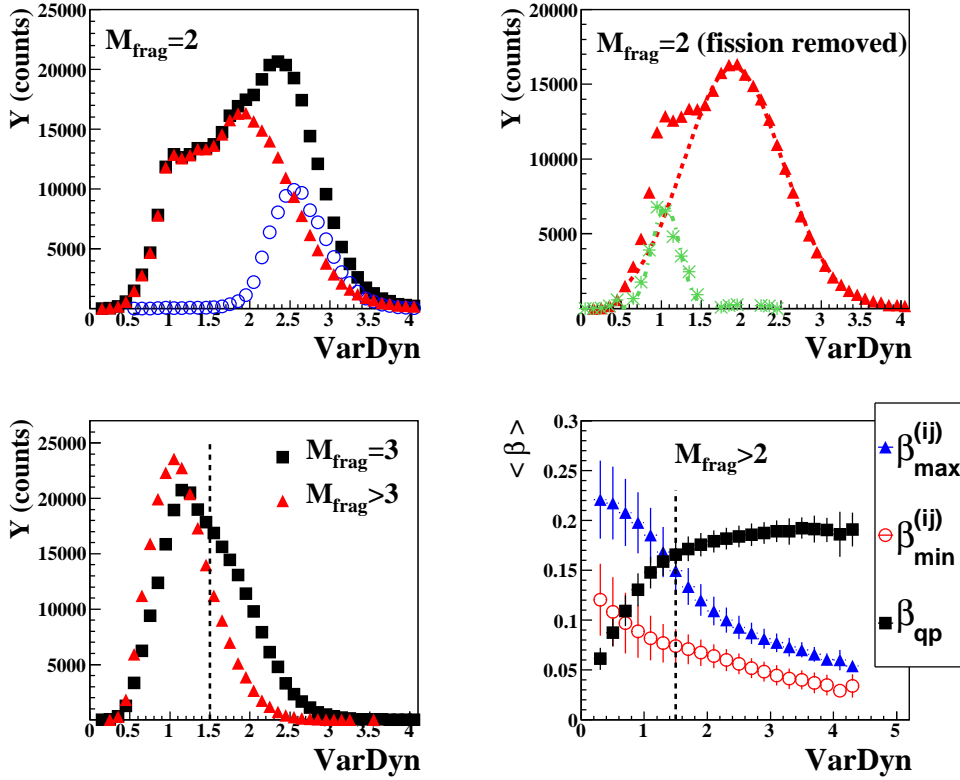 M_frag=2
Y (counts)
25000
20000
15000
10000
5000
0
0 0.5 1 1.5 2 2.5 3 3.5 4
VarDyn
M_frag=2 (fission removed)
Y (counts)
20000
15000
10000
5000
0
0 0.5 1 1.5 2 2.5 3 3.5 4
VarDyn
M_frag=3
M_frag>3
Y (counts)
25000
20000
15000
10000
5000
0
0 0.5 1 1.5 2 2.5 3 3.5 4
VarDyn
M_frag>2
< β >
0.3
0.25
0.2
0.15
0.1
0.05
0
0 1 2 3 4 5
VarDyn
β_max^(ij)
β_min^(ij)
β_qp